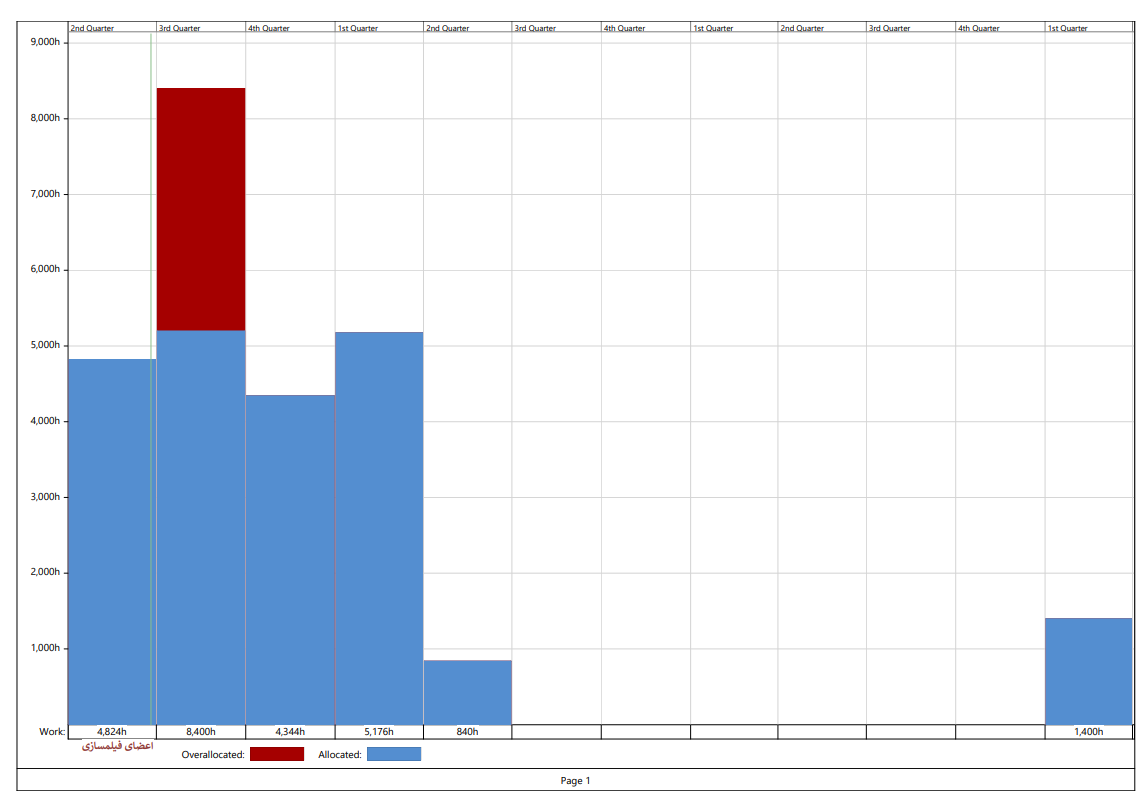 2nd Quarter 3rd Quarter 4th Quarter 1st Quarter 2nd Quarter 3rd Quarter 4th Quarter 1st Quarter 2nd Quarter 3rd Quarter 4th Quarter 1st Quarter
9,000h
8,000h
7,000h
6,000h
5,000h
4,000h
3,000h
2,000h
1,000h
Work: 4,824h 8,400h 4,344h 5,176h 840h 1,400h
اعضای فیلمسازی
Overallocated: Allocated:
Page 1